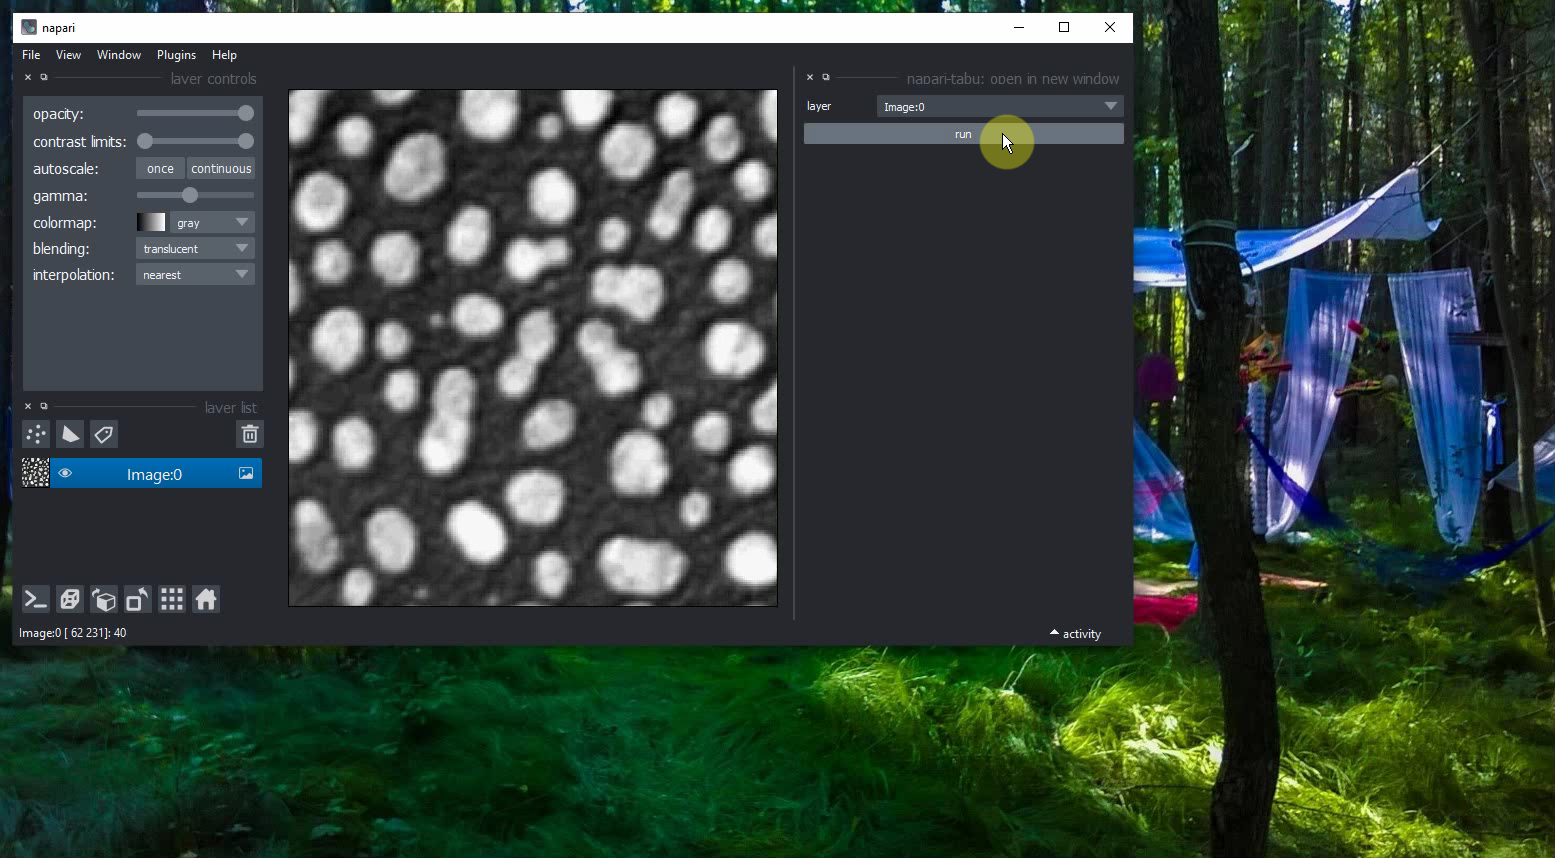 napari
File View Window Plugins Help
layer controls
opacity:
contrast limits:
autoscale: once continuous
gamma:
colormap: gray
blending: translucent
interpolation: nearest
layer list
Image:0
Image:0 [ 62 231]: 40
napari-tabu: open in new window
layer Image:0
run
activity